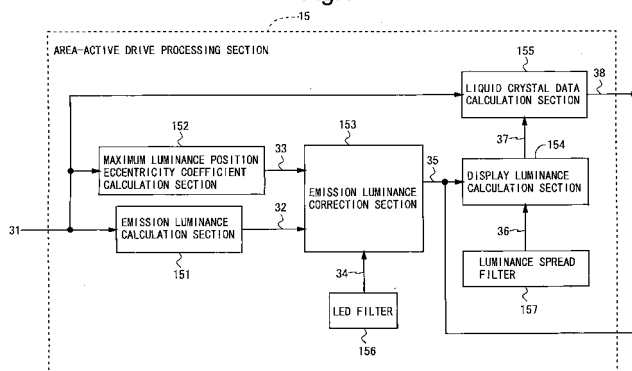 15
AREA-ACTIVE DRIVE PROCESSING SECTION
155
LIQUID CRYSTAL DATA
CALCULATION SECTION
38
37
152
MAXIMUM LUMINANCE POSITION
ECCENTRICITY COEFFICIENT
CALCULATION SECTION
33
153
EMISSION LUMINANCE
CORRECTION SECTION
35
154
DISPLAY LUMINANCE
CALCULATION SECTION
31
EMISSION LUMINANCE
CALCULATION SECTION
32
151
36
34
LUMINANCE SPREAD
FILTER
157
LED FILTER
156